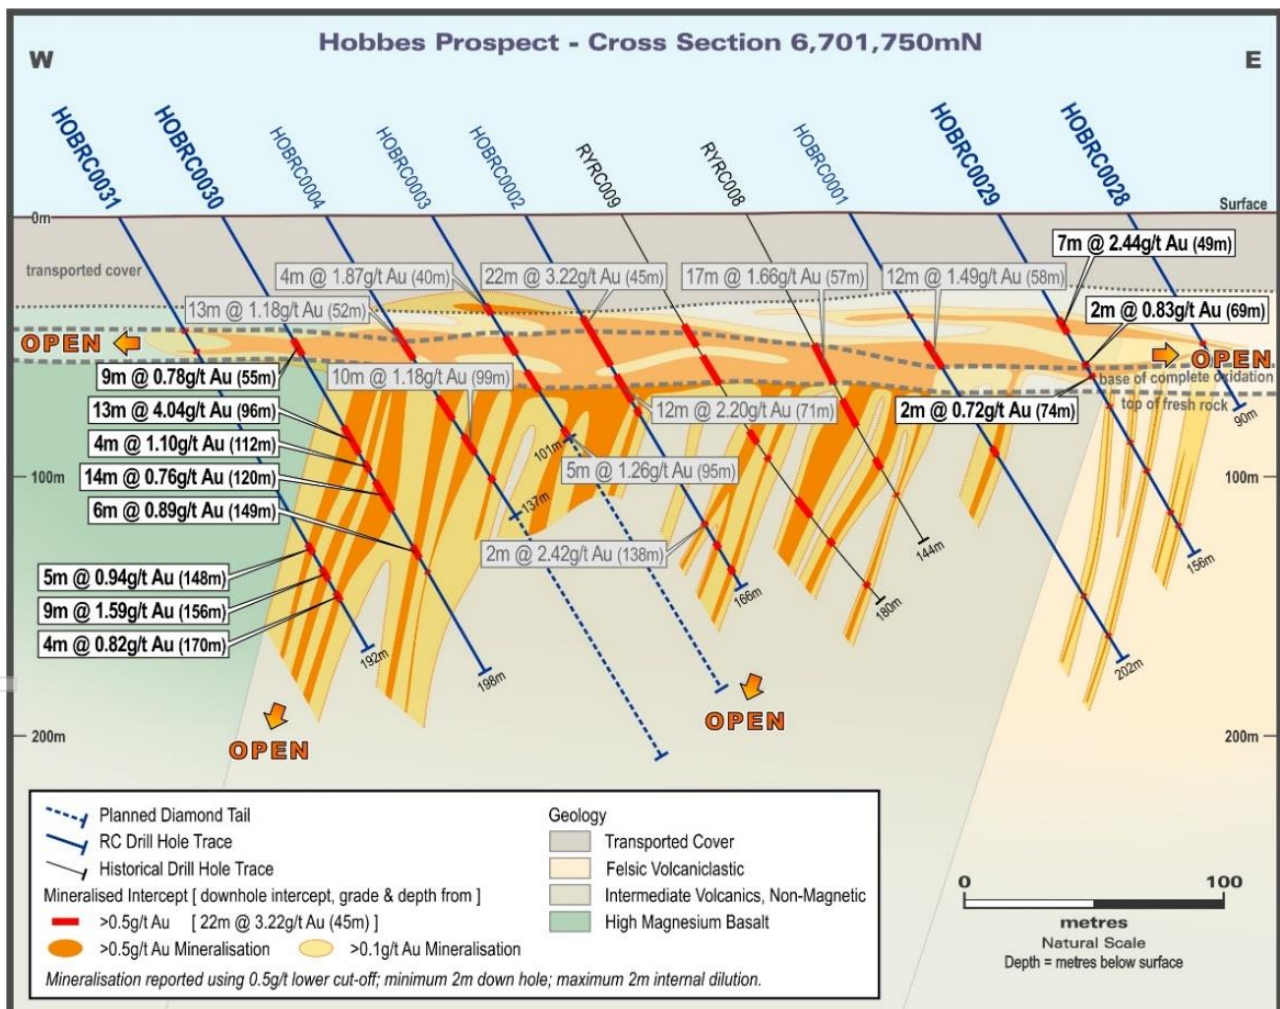 Hobbes Prospect - Cross Section 6,701,750mN
W
E
HOBRC0031
HOBRC0030
HOBRC0004
HOBRC0003
HOBRC0002
RYRC009
RYRC008
HOBRC0001
HOBRC0029
HOBRC0028
0m
Surface
transported cover
7m @ 2.44g/t Au (49m)
4m @ 1.87g/t Au (40m)
22m @ 3.22g/t Au (45m)
17m @ 1.66g/t Au (57m)
12m @ 1.49g/t Au (58m)
13m @ 1.18g/t Au (52m)
2m @ 0.83g/t Au (69m)
OPEN
OPEN
9m @ 0.78g/t Au (55m)
10m @ 1.18g/t Au (99m)
base of complete oxidation
13m @ 4.04g/t Au (96m)
12m @ 2.20g/t Au (71m)
2m @ 0.72g/t Au (74m)
top of fresh rock
90m
4m @ 1.10g/t Au (112m)
101m
5m @ 1.26g/t Au (95m)
100m
14m @ 0.76g/t Au (120m)
100m
6m @ 0.89g/t Au (149m)
137m
2m @ 2.42g/t Au (138m)
144m
156m
5m @ 0.94g/t Au (148m)
9m @ 1.59g/t Au (156m)
166m
180m
4m @ 0.82g/t Au (170m)
192m
198m
202m
OPEN
OPEN
200m
200m
Planned Diamond Tail
RC Drill Hole Trace
Historical Drill Hole Trace
Mineralised Intercept [ downhole intercept, grade & depth from ]
>0.5g/t Au [ 22m @ 3.22g/t Au (45m) ]
>0.5g/t Au Mineralisation
>0.1g/t Au Mineralisation
Mineralisation reported using 0.5g/t lower cut-off; minimum 2m down hole; maximum 2m internal dilution.
Geology
Transported Cover
Felsic Volcaniclastic
Intermediate Volcanics, Non-Magnetic
High Magnesium Basalt
0
100
metres
Natural Scale
Depth = metres below surface